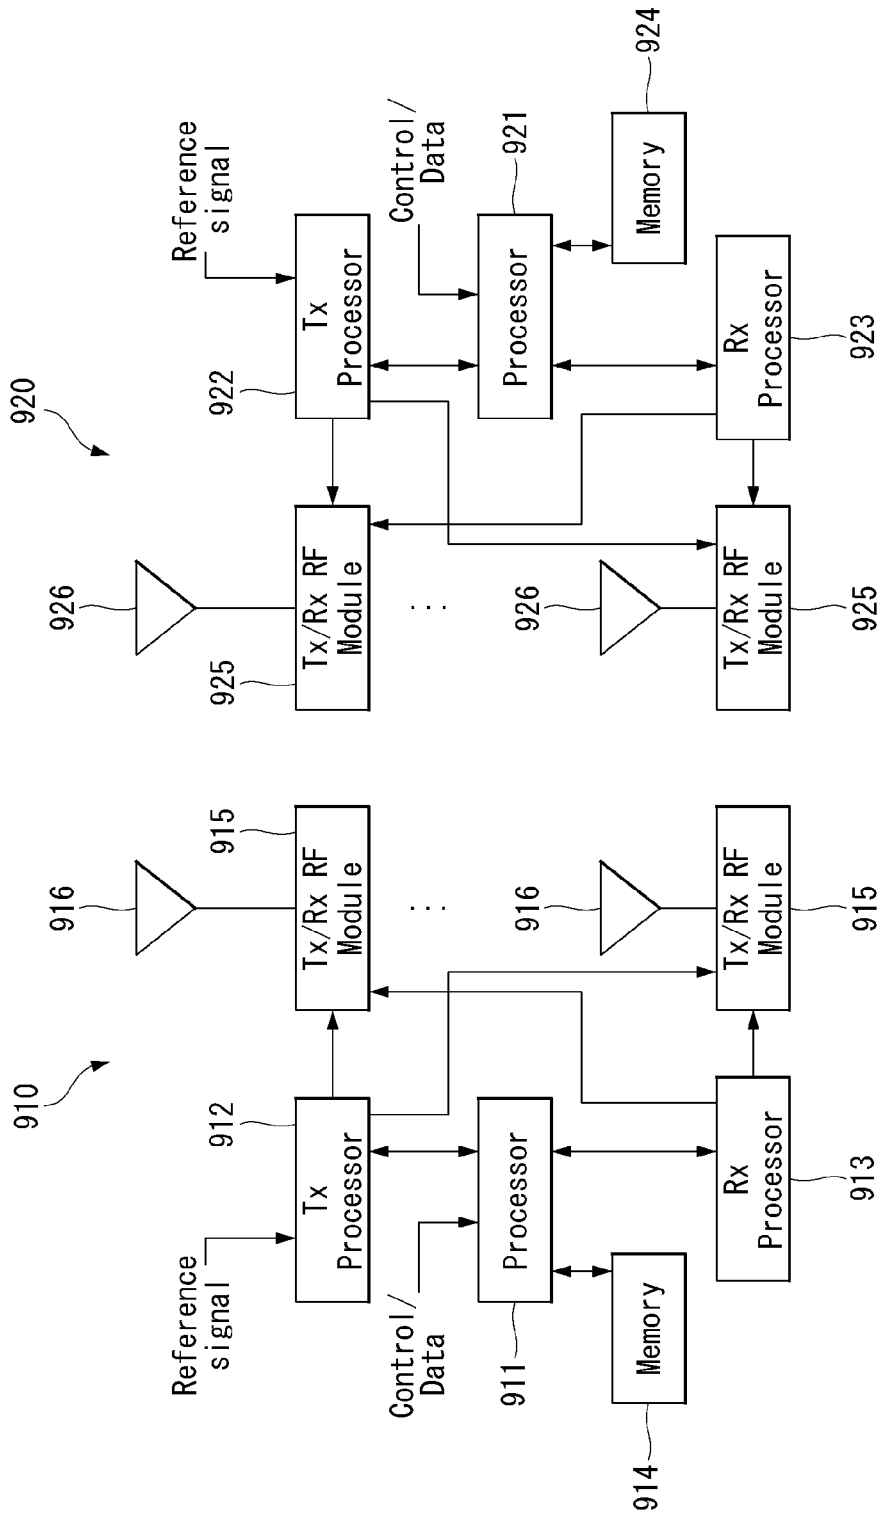 910
920
916
926
Reference
signal
912
915
925
922
Reference
signal
Tx
Processor
Tx/Rx RF
Module
Tx/Rx RF
Module
Tx
Processor
Control/
Data
...
...
Control/
Data
911
Processor
916
926
Processor
921
914
Memory
Memory
924
Rx
Processor
Tx/Rx RF
Module
Tx/Rx RF
Module
Rx
Processor
913
915
925
923